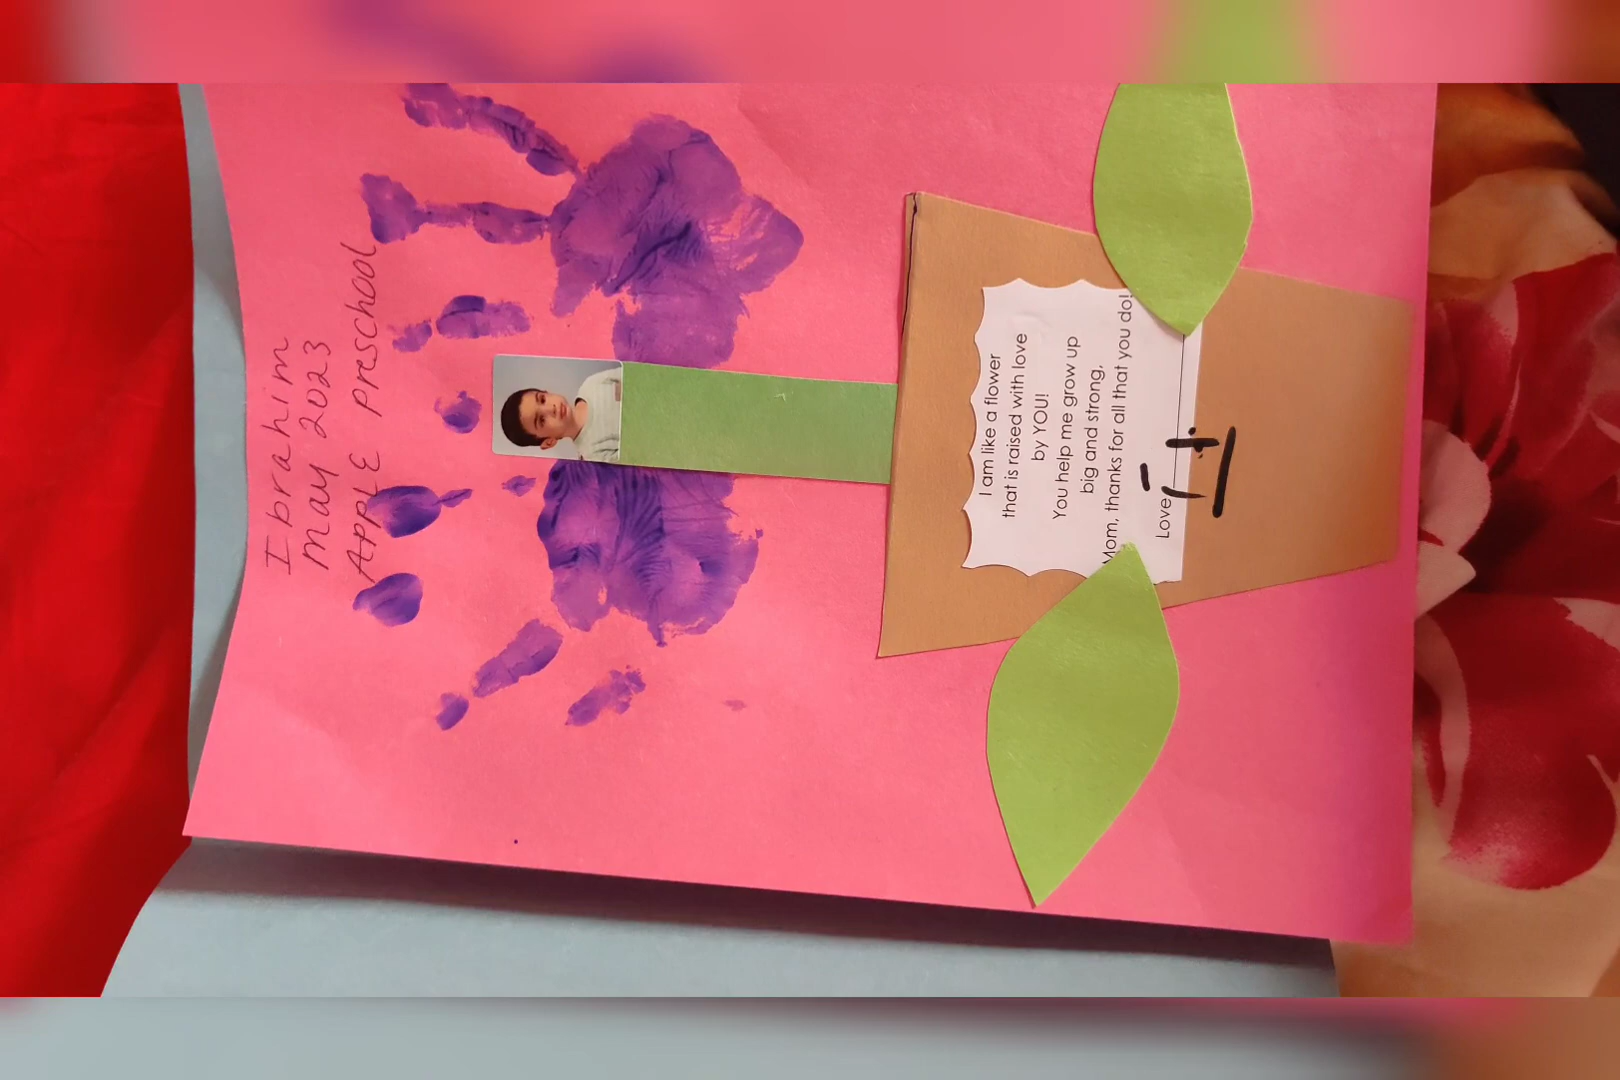 Ibrahim
May 2023
APPLE Preschool
I am like a flower
that is raised with love
by YOU!
You help me grow up
big and strong,
Mom, thanks for all that you do!
Love